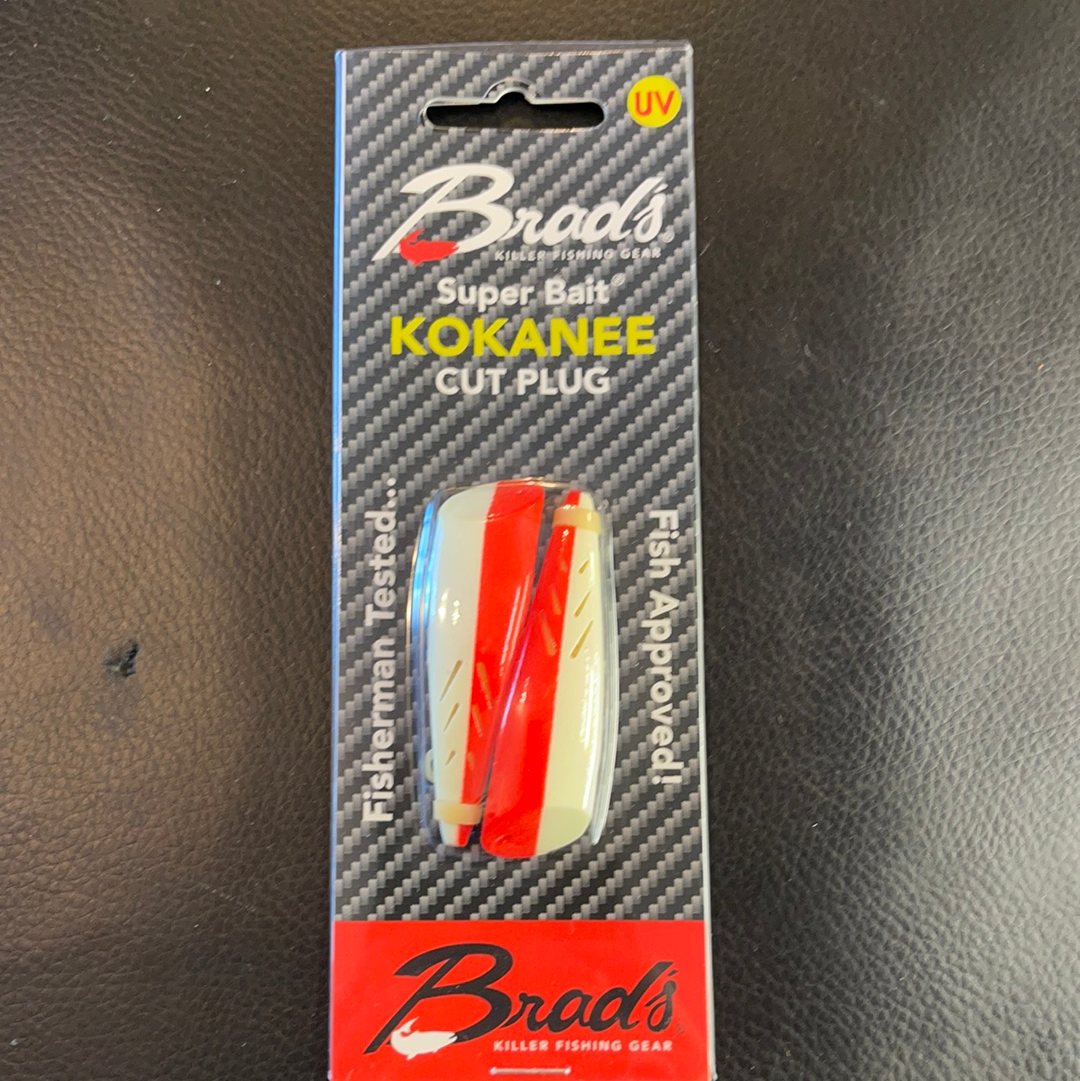 UV
Brad's®
KILLER FISHING GEAR
Super Bait®
KOKANEE
CUT PLUG
Fisherman Tested...
Fish Approved!
Brad's®
KILLER FISHING GEAR